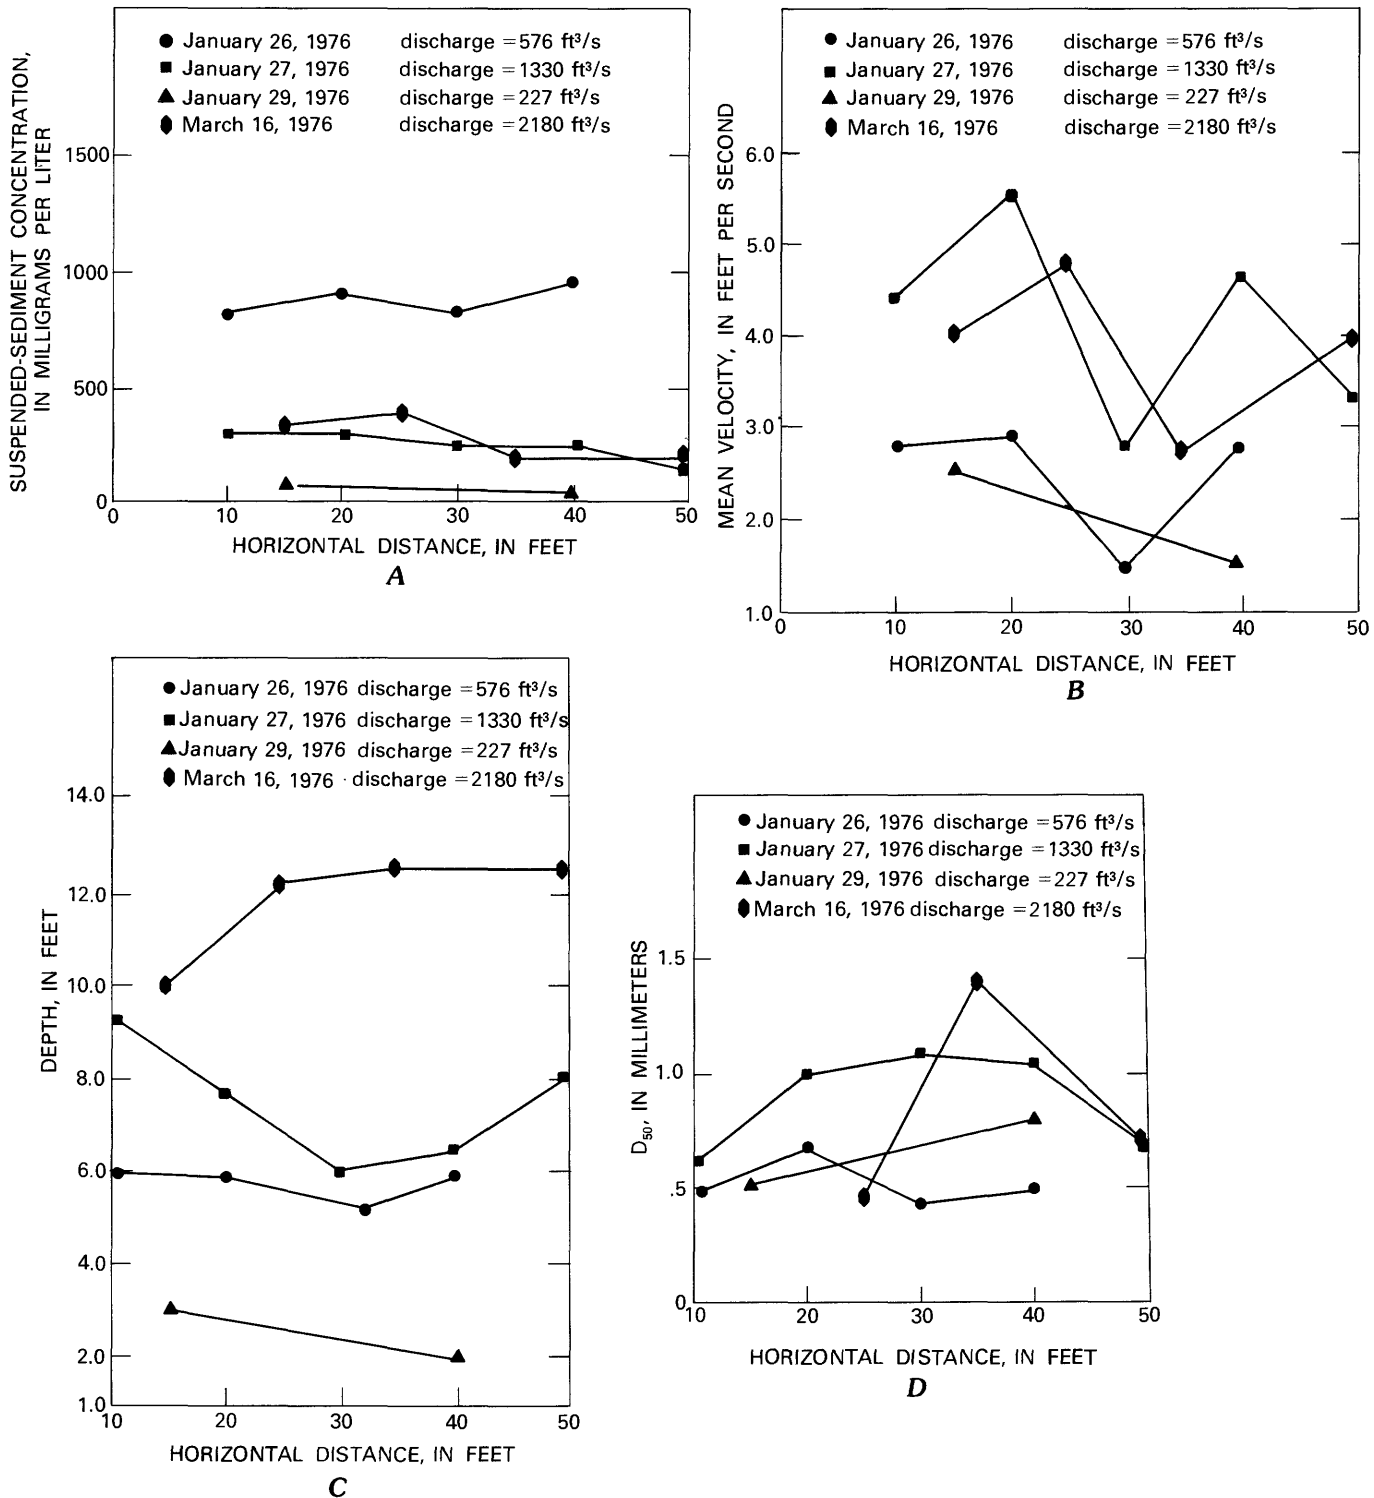 SUSPENDED-SEDIMENT CONCENTRATION,
IN MILLIGRAMS PER LITER
January 26, 1976 discharge = 576 ft³/s
January 27, 1976 discharge = 1330 ft³/s
January 29, 1976 discharge = 227 ft³/s
March 16, 1976 discharge = 2180 ft³/s
1500
1000
500
0
0 10 20 30 40 50
HORIZONTAL DISTANCE, IN FEET
A
MEAN VELOCITY, IN FEET PER SECOND
January 26, 1976 discharge = 576 ft³/s
January 27, 1976 discharge = 1330 ft³/s
January 29, 1976 discharge = 227 ft³/s
March 16, 1976 discharge = 2180 ft³/s
6.0
5.0
4.0
3.0
2.0
1.0
0 10 20 30 40 50
HORIZONTAL DISTANCE, IN FEET
B
DEPTH, IN FEET
January 26, 1976 discharge = 576 ft³/s
January 27, 1976 discharge = 1330 ft³/s
January 29, 1976 discharge = 227 ft³/s
March 16, 1976 discharge = 2180 ft³/s
14.0
12.0
10.0
8.0
6.0
4.0
2.0
1.0
10 20 30 40 50
HORIZONTAL DISTANCE, IN FEET
C
D₅₀, IN MILLIMETERS
January 26, 1976 discharge = 576 ft³/s
January 27, 1976 discharge = 1330 ft³/s
January 29, 1976 discharge = 227 ft³/s
March 16, 1976 discharge = 2180 ft³/s
1.5
1.0
.5
0
10 20 30 40 50
HORIZONTAL DISTANCE, IN FEET
D